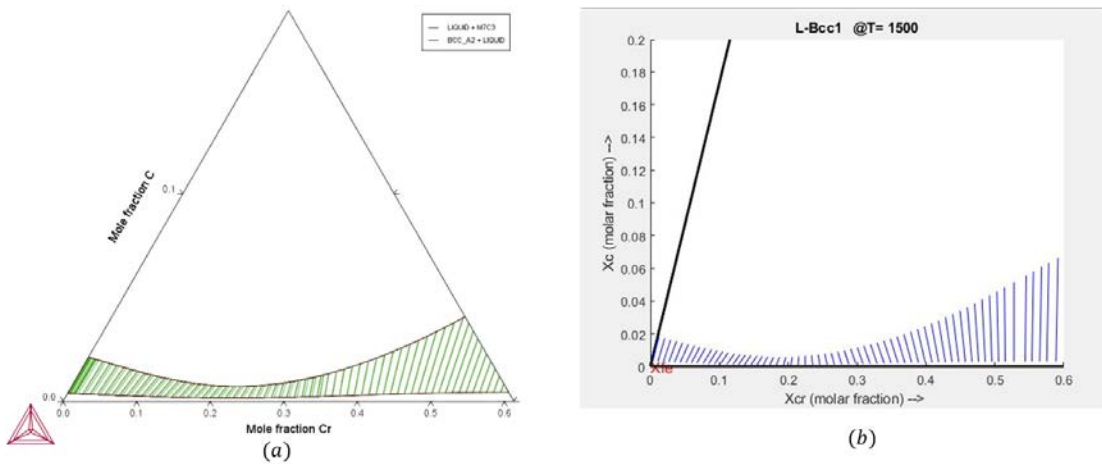 LIQUID + M7C3
BCC_A2 + LIQUID
Mole fraction C
0.1
0.0
0.0 0.1 0.2 0.3 0.4 0.5 0.6
Mole fraction Cr
(a)
L-Bcc1 @T= 1500
Xc (molar fraction) -->
0.2
0.18
0.16
0.14
0.12
0.1
0.08
0.06
0.04
0.02
0
Xfe
0 0.1 0.2 0.3 0.4 0.5 0.6
Xcr (molar fraction) -->
(b)